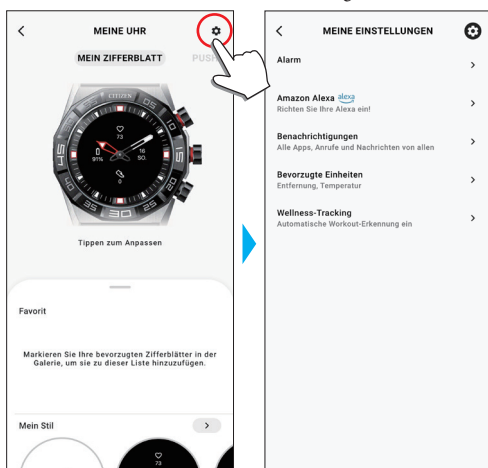 MEINE UHR
MEIN ZIFFERBLATT
PUSH
CITIZEN
73
91%
16
SO.
0
Tippen zum Anpassen
Favorit
Markieren Sie Ihre bevorzugten Zifferblätter in der
Galerie, um sie zu dieser Liste hinzuzufügen.
Mein Stil
73
MEINE EINSTELLUNGEN
Alarm
Amazon Alexa alexa
Richten Sie Ihre Alexa ein!
Benachrichtigungen
Alle Apps, Anrufe und Nachrichten von allen
Bevorzugte Einheiten
Entfernung, Temperatur
Wellness-Tracking
Automatische Workout-Erkennung ein